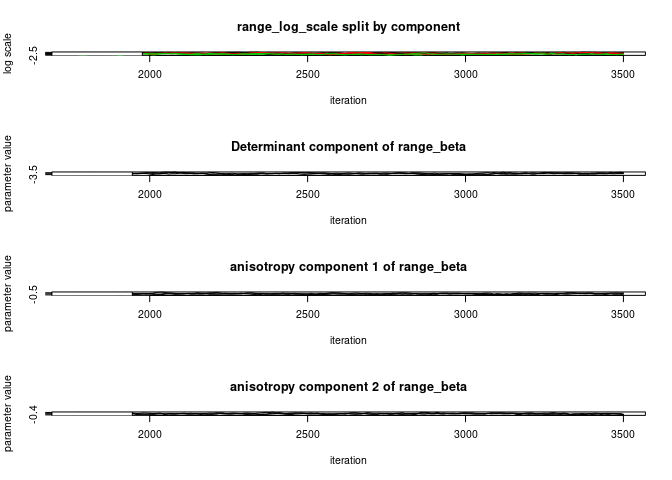 range_log_scale split by component
log scale
-2.5
2000 2500 3000 3500
iteration
Determinant component of range_beta
parameter value
-3.5
2000 2500 3000 3500
iteration
anisotropy component 1 of range_beta
parameter value
-0.5
2000 2500 3000 3500
iteration
anisotropy component 2 of range_beta
parameter value
-0.4
2000 2500 3000 3500
iteration